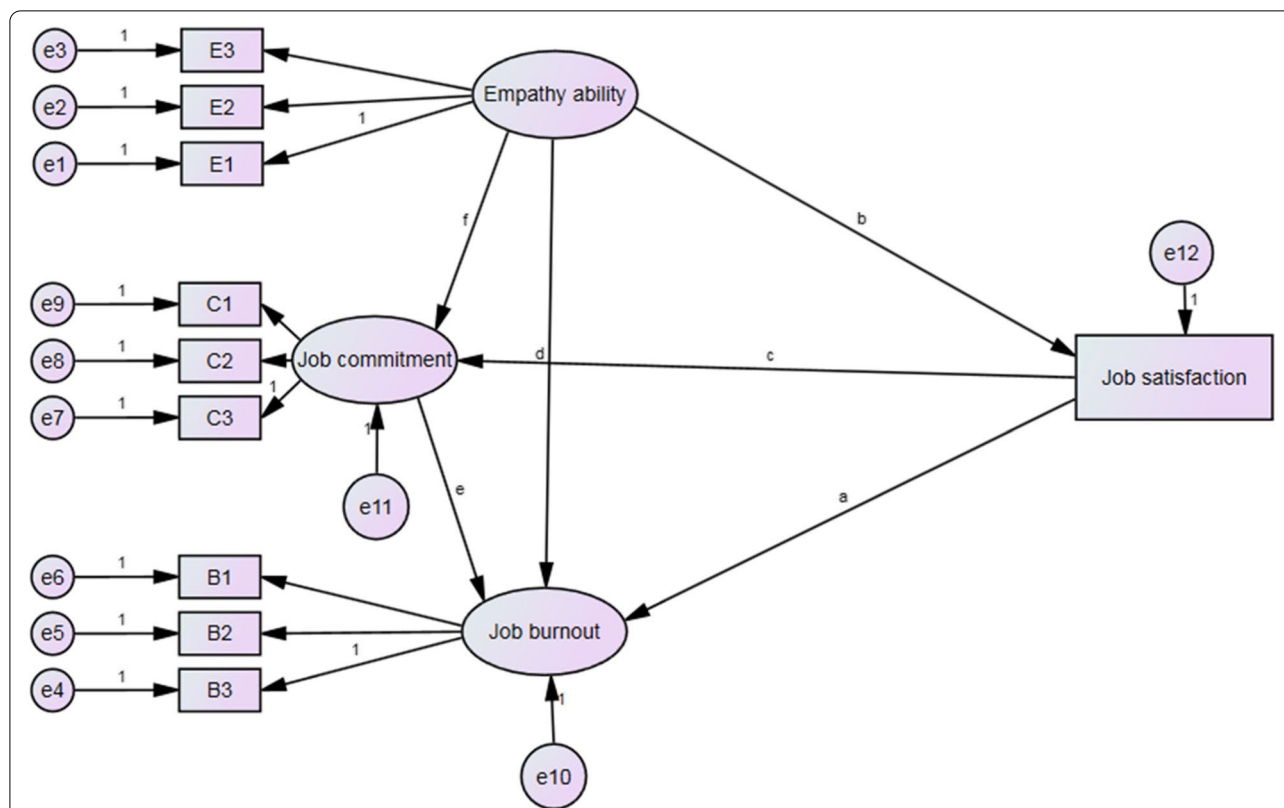 e3
1
E3
e2
1
E2
e1
1
E1
1
Empathy ability
f
d
b
e12
1
Job satisfaction
e9
1
C1
e8
1
C2
e7
1
C3
1
Job commitment
c
1
e11
e
a
e6
1
B1
e5
1
B2
e4
1
B3
1
Job burnout
1
e10